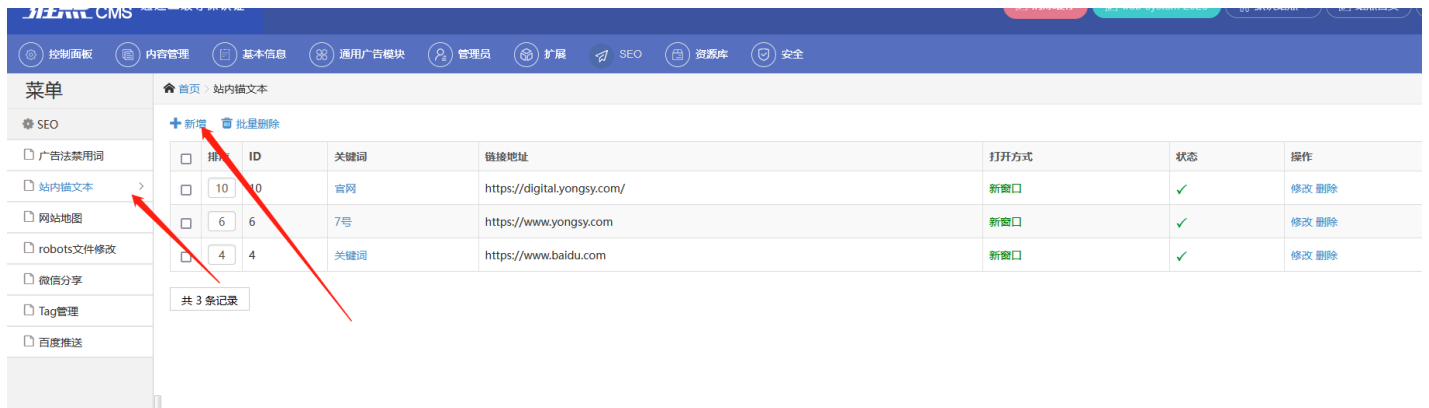 CMS
控制面板 内容管理 基本信息 通用广告模块 管理员 扩展 SEO 资源库 安全
菜单
首页 > 站内锚文本
SEO
新增 批量删除
广告法禁用词
ID 关键词 链接地址 打开方式 状态 操作
站内锚文本 >
10 10 官网 https://digital.yongsy.com/ 新窗口 ✓ 修改 删除
网站地图
6 6 7号 https://www.yongsy.com 新窗口 ✓ 修改 删除
robots文件修改
4 4 关键词 https://www.baidu.com 新窗口 ✓ 修改 删除
微信分享
共 3 条记录
Tag管理
百度推送